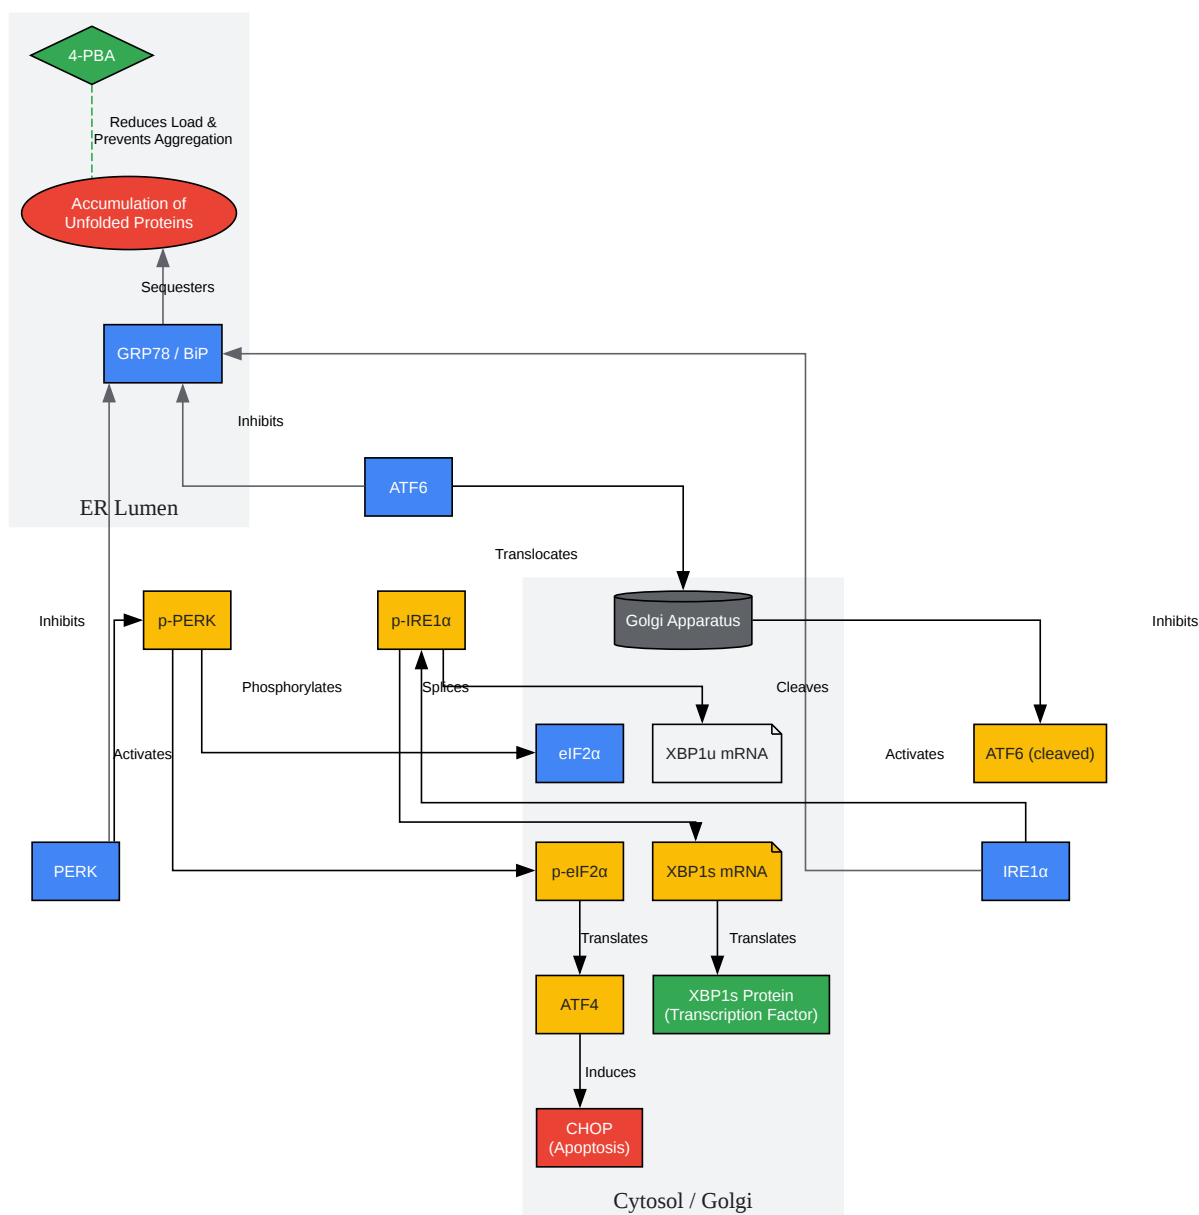 4-PBA
Reduces Load &
Prevents Aggregation
Accumulation of
Unfolded Proteins
Sequesters
GRP78 / BiP
Inhibits
ATF6
ER Lumen
Translocates
Inhibits
p-PERK
p-IRE1α
Golgi Apparatus
Inhibits
Phosphorylates
Splices
Cleaves
Activates
eIF2α
XBP1u mRNA
Activates
ATF6 (cleaved)
PERK
p-eIF2α
XBP1s mRNA
IRE1α
Translates
Translates
ATF4
XBP1s Protein
(Transcription Factor)
Induces
CHOP
(Apoptosis)
Cytosol / Golgi